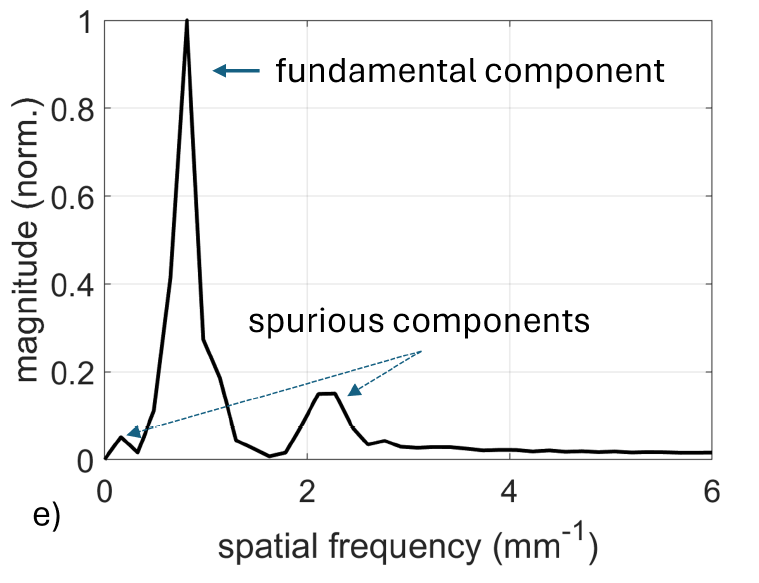 1
fundamental component
0.8
0.6
0.4
spurious components
0.2
0
magnitude (norm.)
0 2 4 6
e)
spatial frequency (mm⁻¹)